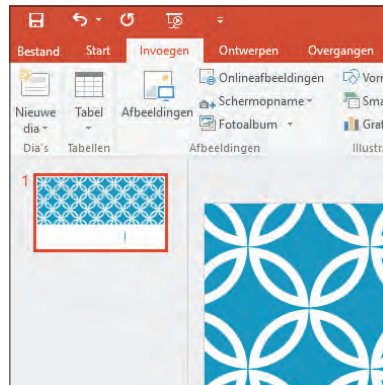 Bestand Start Invoegen Ontwerpen Overgangen
Nieuwe dia
Tabel
Afbeeldingen
Onlineafbeeldingen
Schermopname
Fotoalbum
Dia's Tabellen Afbeeldingen
1